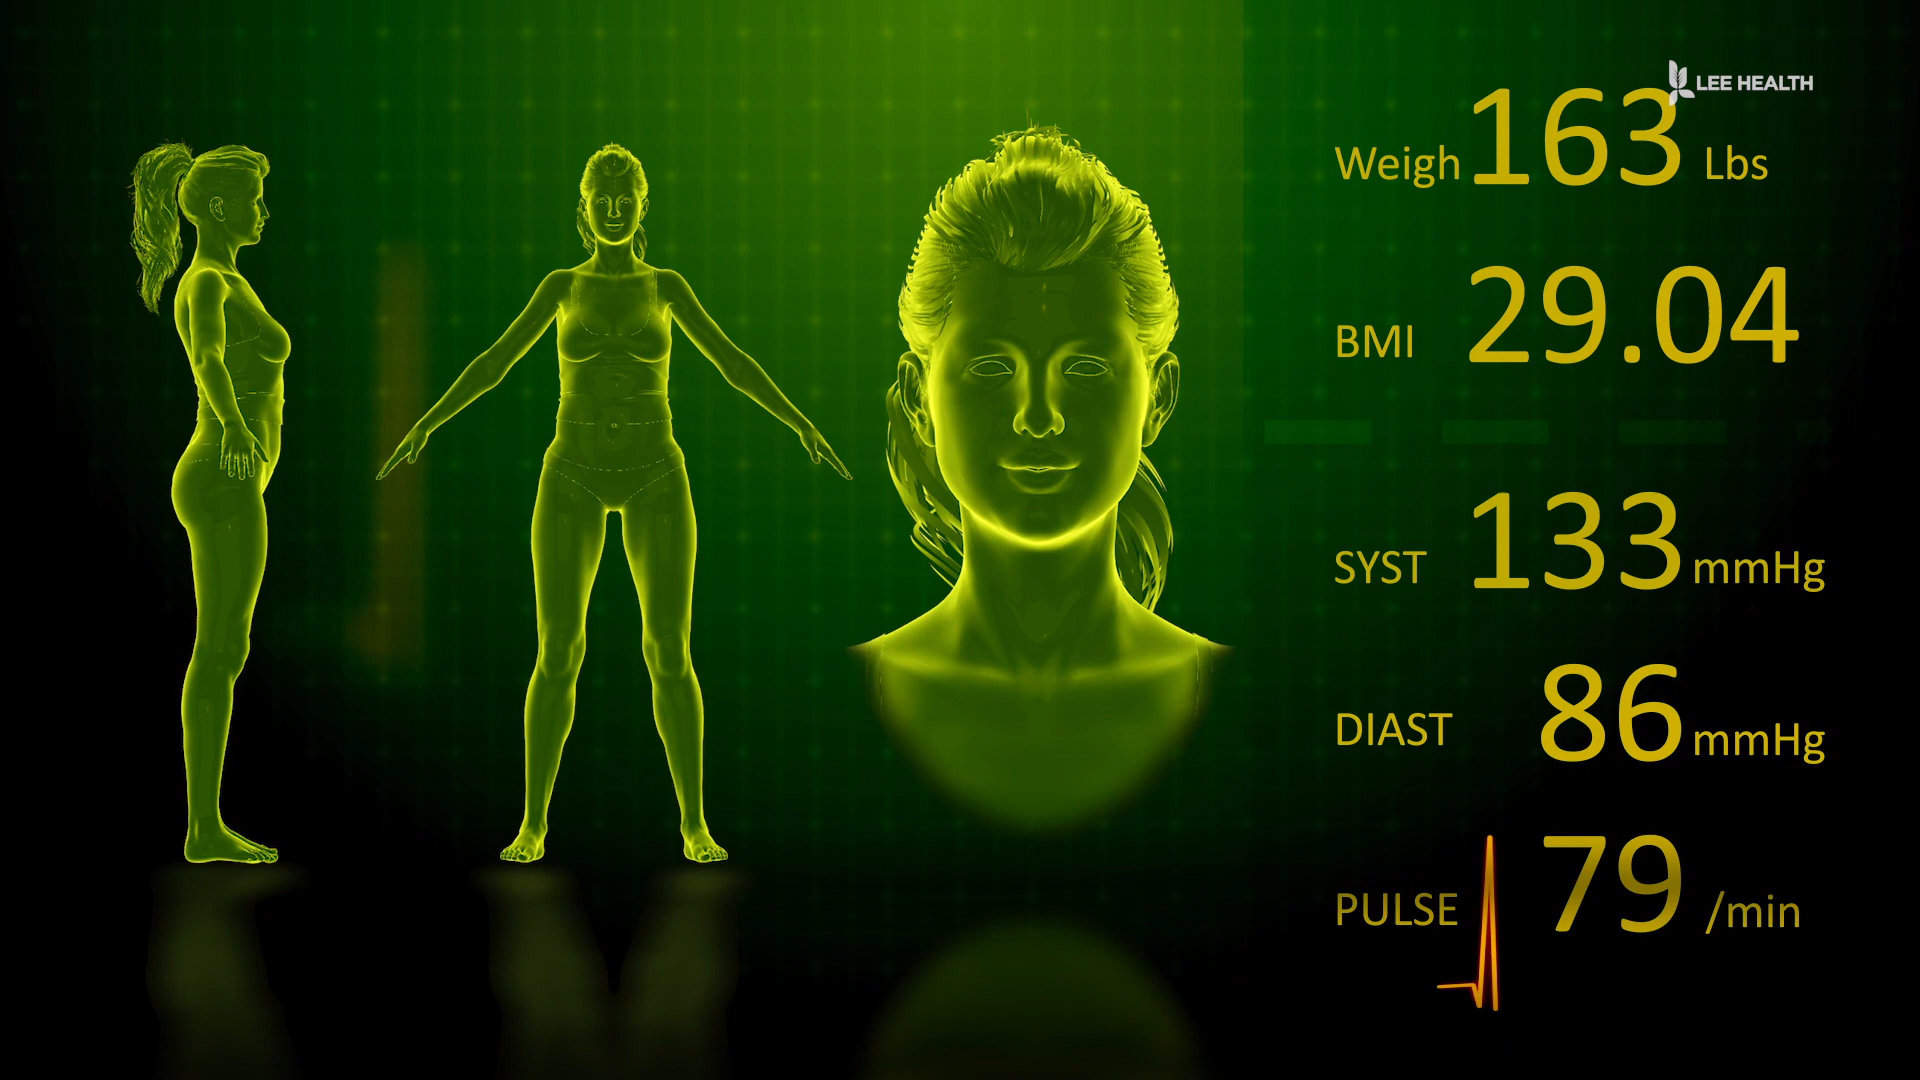 LEE HEALTH
Weigh 163 Lbs
BMI 29.04
SYST 133 mmHg
DIAST 86 mmHg
PULSE 79 /min